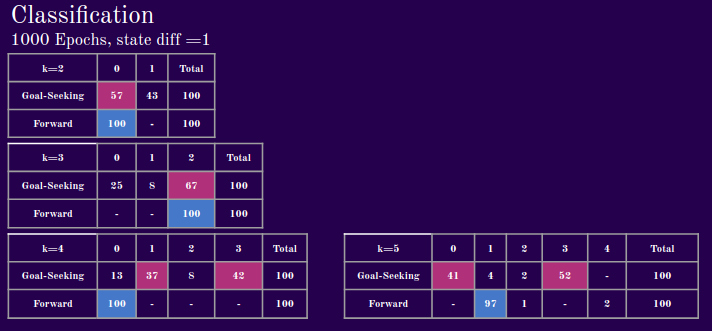 Classification
1000 Epochs, state diff =1
k=2 0 1 Total
Goal-Seeking 57 43 100
Forward 100 - 100
k=3 0 1 2 Total
Goal-Seeking 25 8 67 100
Forward - - 100 100
k=4 0 1 2 3 Total
Goal-Seeking 13 37 8 42 100
Forward 100 - - - 100
k=5 0 1 2 3 4 Total
Goal-Seeking 41 4 2 52 - 100
Forward - 97 1 - 2 100